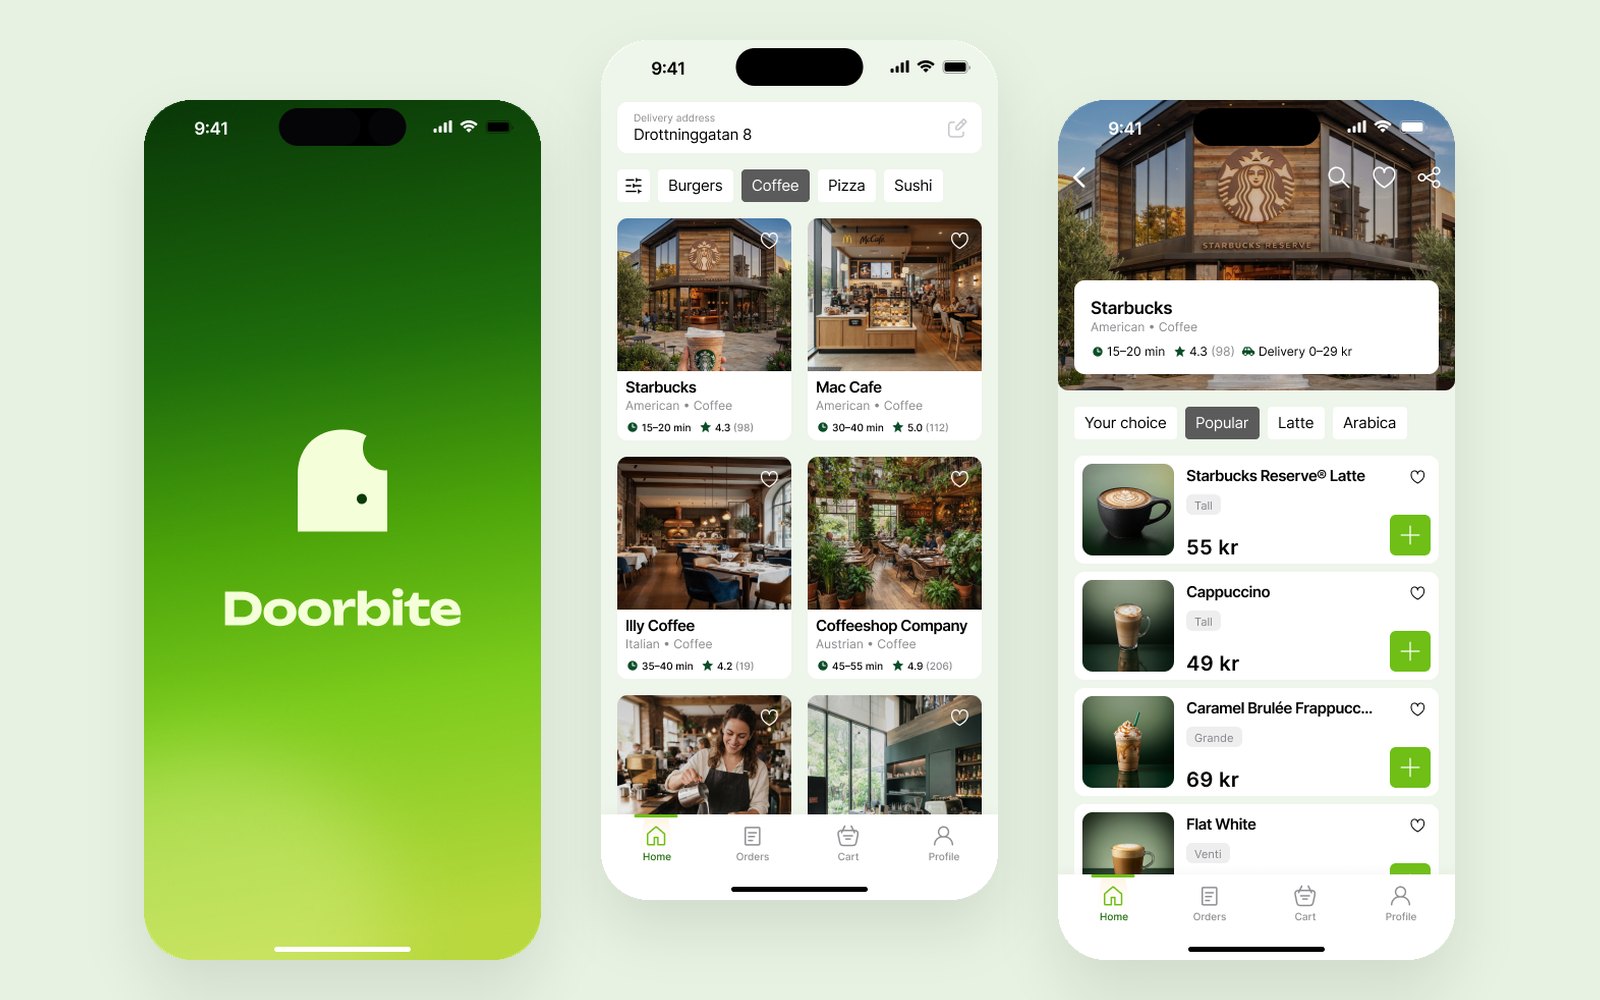 9:41
Doorbite
9:41
Delivery address
Drottninggatan 8
Burgers Coffee Pizza Sushi
McCafé
Starbucks
American • Coffee
15–20 min 4.3 (98)
Mac Cafe
American • Coffee
30–40 min 5.0 (112)
Illy Coffee
Italian • Coffee
35–40 min 4.2 (19)
Coffeeshop Company
Austrian • Coffee
45–55 min 4.9 (206)
Home Orders Cart Profile
9:41
STARBUCKS RESERVE
Starbucks
American • Coffee
15–20 min 4.3 (98) Delivery 0–29 kr
Your choice Popular Latte Arabica
Starbucks Reserve® Latte
Tall
55 kr
Cappuccino
Tall
49 kr
Caramel Brulée Frappucc...
Grande
69 kr
Flat White
Venti
Home Orders Cart Profile